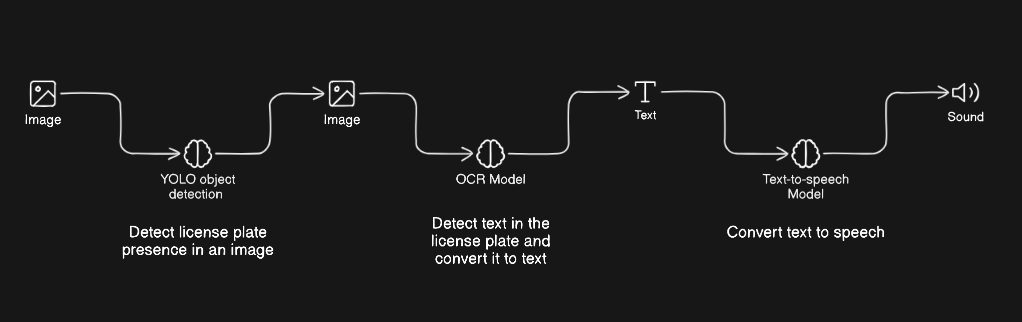 Image
YOLO object
detection
Detect license plate
presence in an image
Image
OCR Model
Detect text in the
license plate and
convert it to text
Text
Text-to-speech
Model
Convert text to speech
Sound